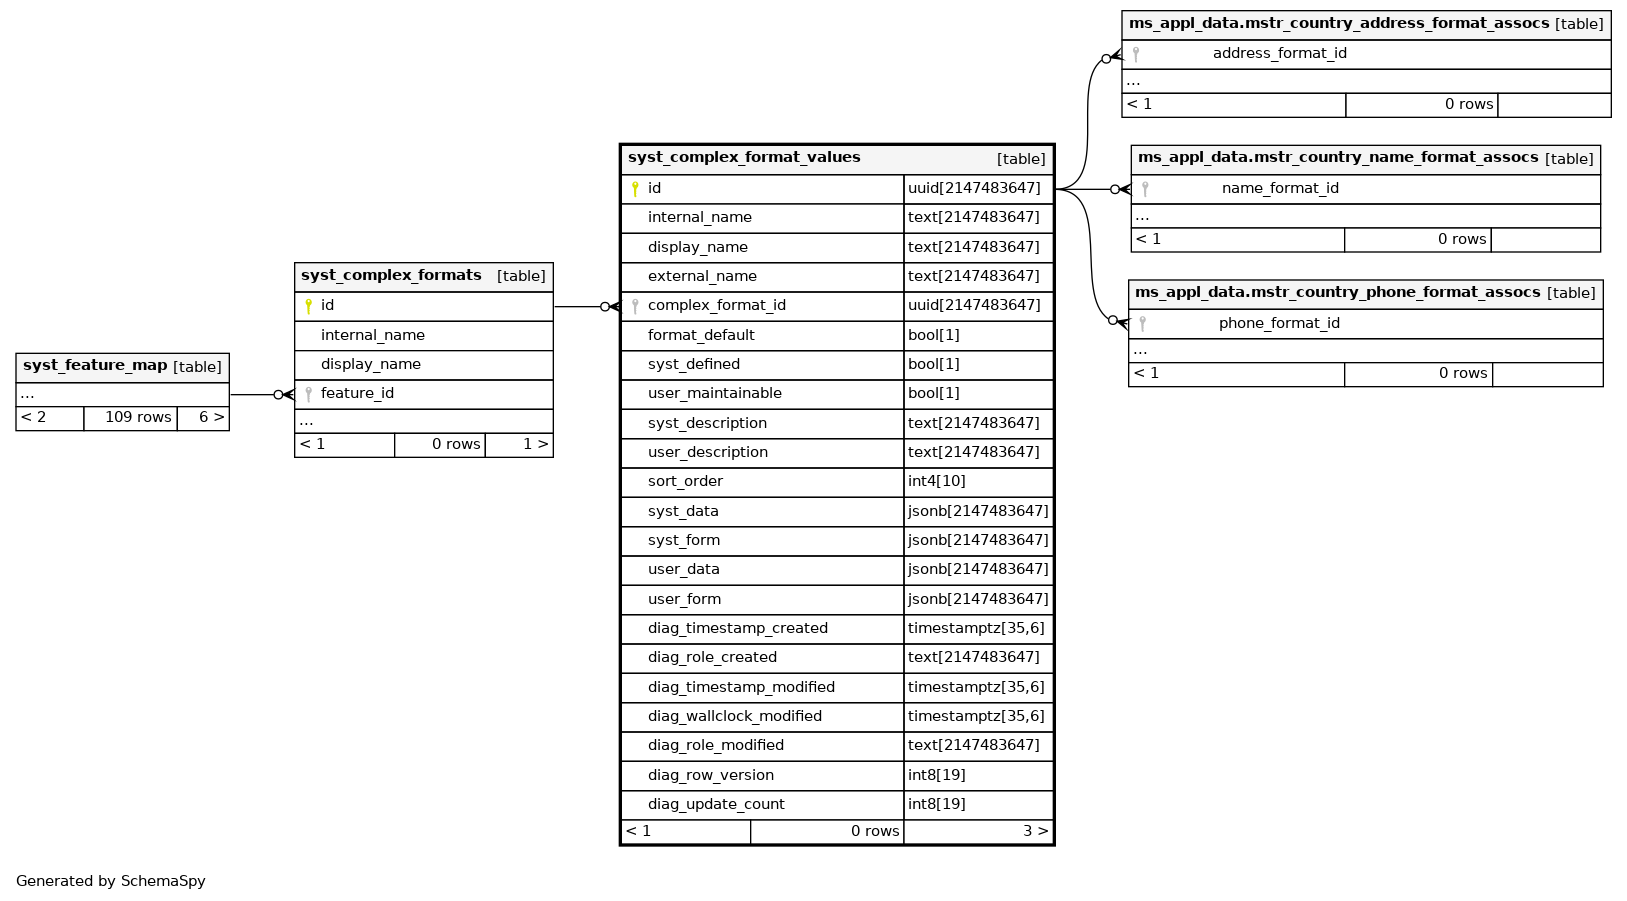 ms_appl_data.mstr_country_address_format_assocs [table]
address_format_id
...
< 1 0 rows
syst_complex_format_values [table]
id uuid[2147483647]
internal_name text[2147483647]
display_name text[2147483647]
external_name text[2147483647]
complex_format_id uuid[2147483647]
format_default bool[1]
syst_defined bool[1]
user_maintainable bool[1]
syst_description text[2147483647]
user_description text[2147483647]
sort_order int4[10]
syst_data jsonb[2147483647]
syst_form jsonb[2147483647]
user_data jsonb[2147483647]
user_form jsonb[2147483647]
diag_timestamp_created timestamptz[35,6]
diag_role_created text[2147483647]
diag_timestamp_modified timestamptz[35,6]
diag_wallclock_modified timestamptz[35,6]
diag_role_modified text[2147483647]
diag_row_version int8[19]
diag_update_count int8[19]
< 1 0 rows 3 >
ms_appl_data.mstr_country_name_format_assocs [table]
name_format_id
...
< 1 0 rows
ms_appl_data.mstr_country_phone_format_assocs [table]
phone_format_id
...
< 1 0 rows
syst_complex_formats [table]
id
internal_name
display_name
feature_id
...
< 1 0 rows 1 >
syst_feature_map [table]
...
< 2 109 rows 6 >
Generated by SchemaSpy